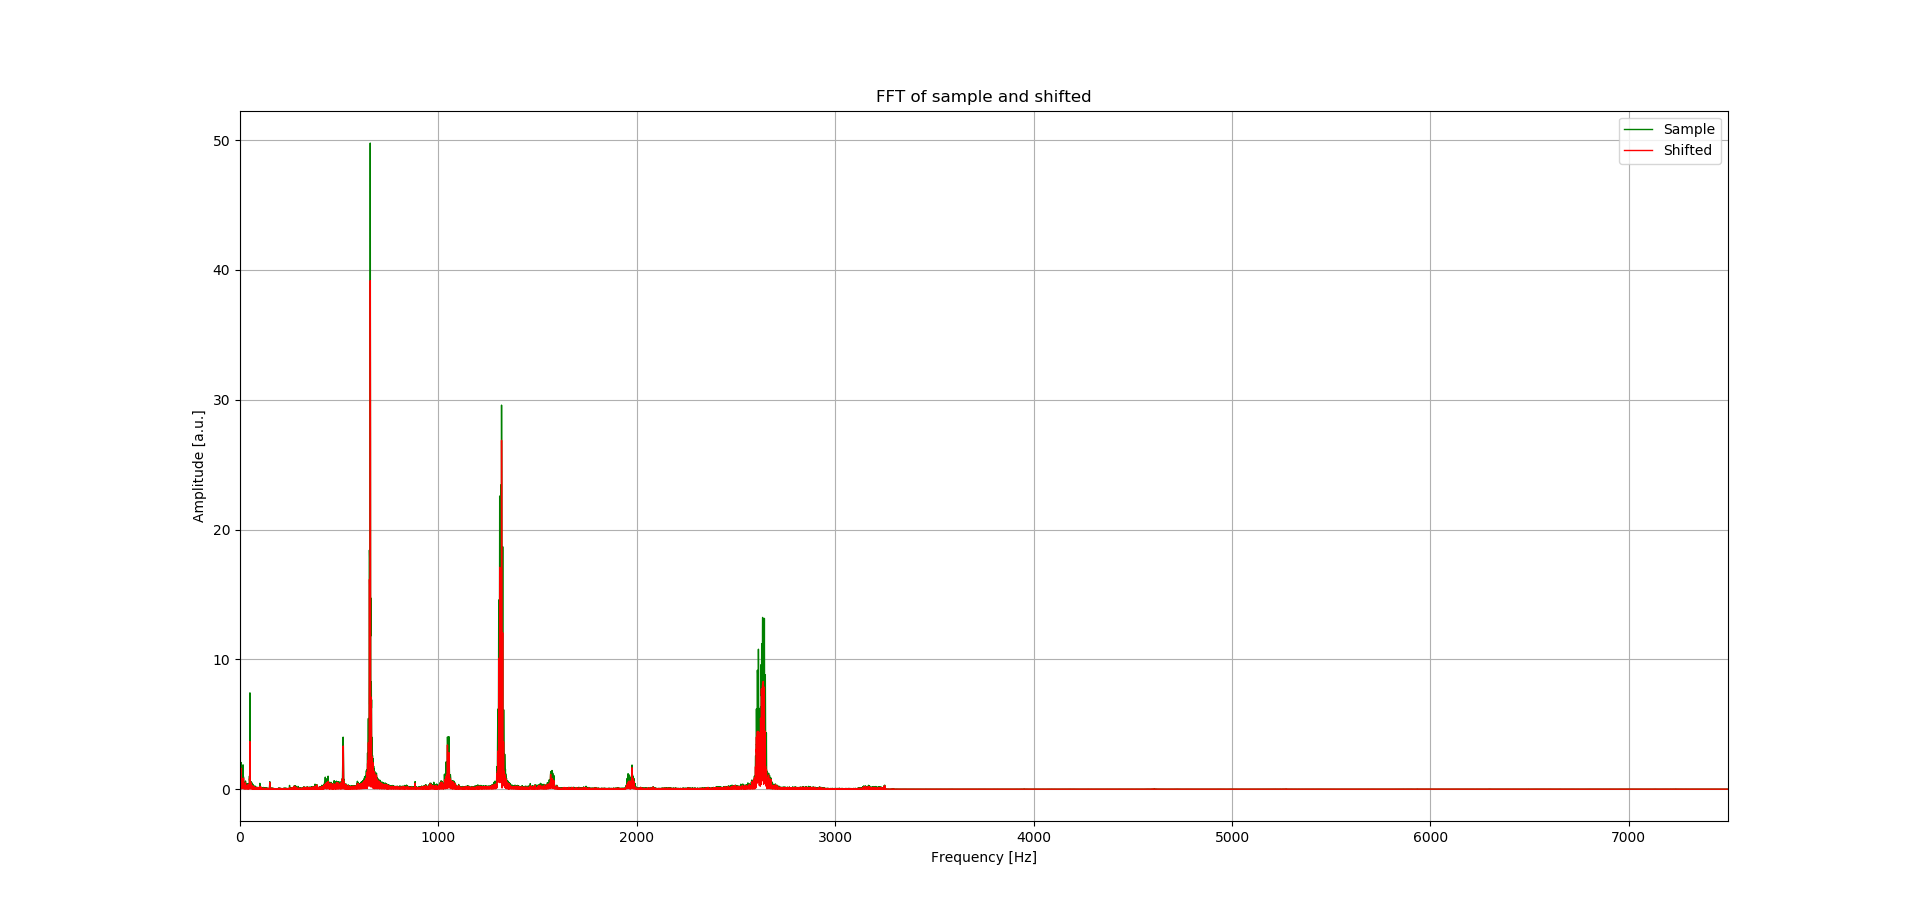 FFT of sample and shifted
Sample
Shifted
50
40
30
20
10
0
Amplitude [a.u.]
0 1000 2000 3000 4000 5000 6000 7000
Frequency [Hz]